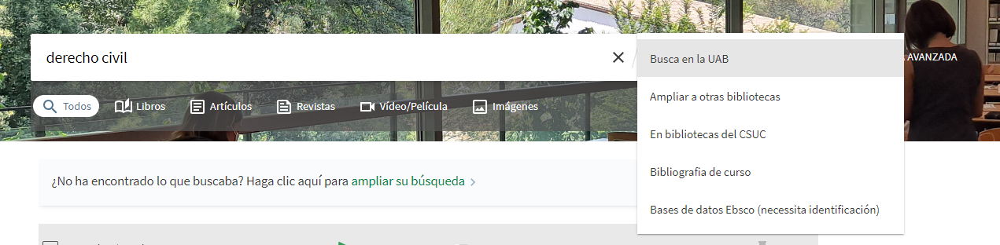 derecho civil
Busca en la UAB
AVANZADA
Ampliar a otras bibliotecas
Todos
Libros
Artículos
Revistas
Vídeo/Película
Imágenes
En bibliotecas del CSUC
Bibliografia de curso
¿No ha encontrado lo que buscaba? Haga clic aquí para ampliar su búsqueda
Bases de datos Ebsco (necessita identificación)